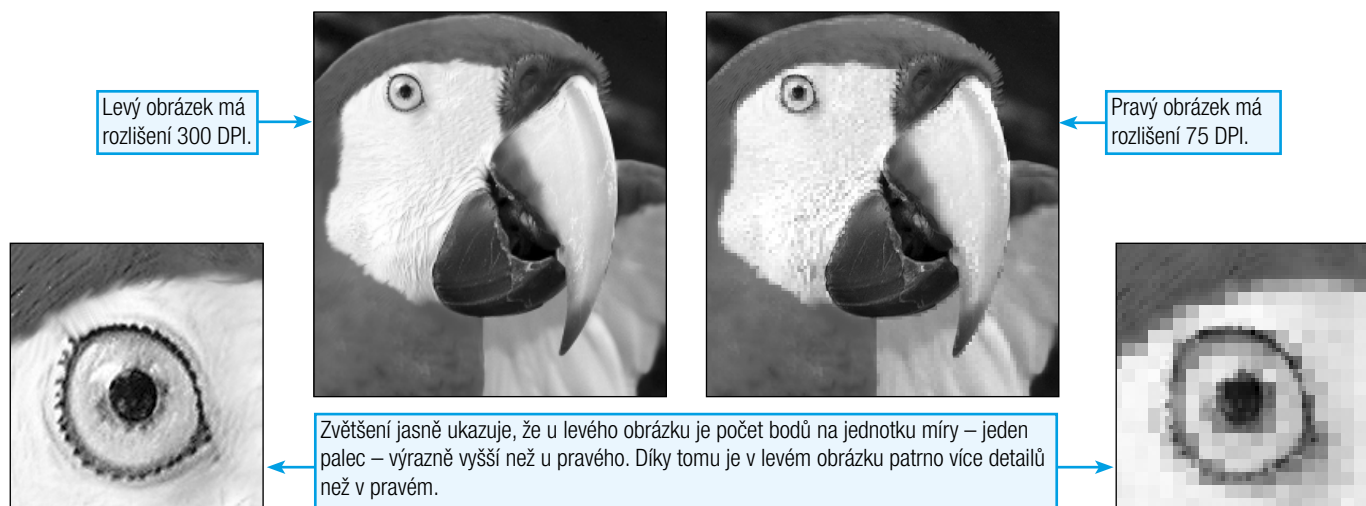 Levý obrázek má
rozlišení 300 DPI.
Pravý obrázek má
rozlišení 75 DPI.
Zvětšení jasně ukazuje, že u levého obrázku je počet bodů na jednotku míry – jeden
palec – výrazně vyšší než u pravého. Díky tomu je v levém obrázku patrno více detailů
než v pravém.